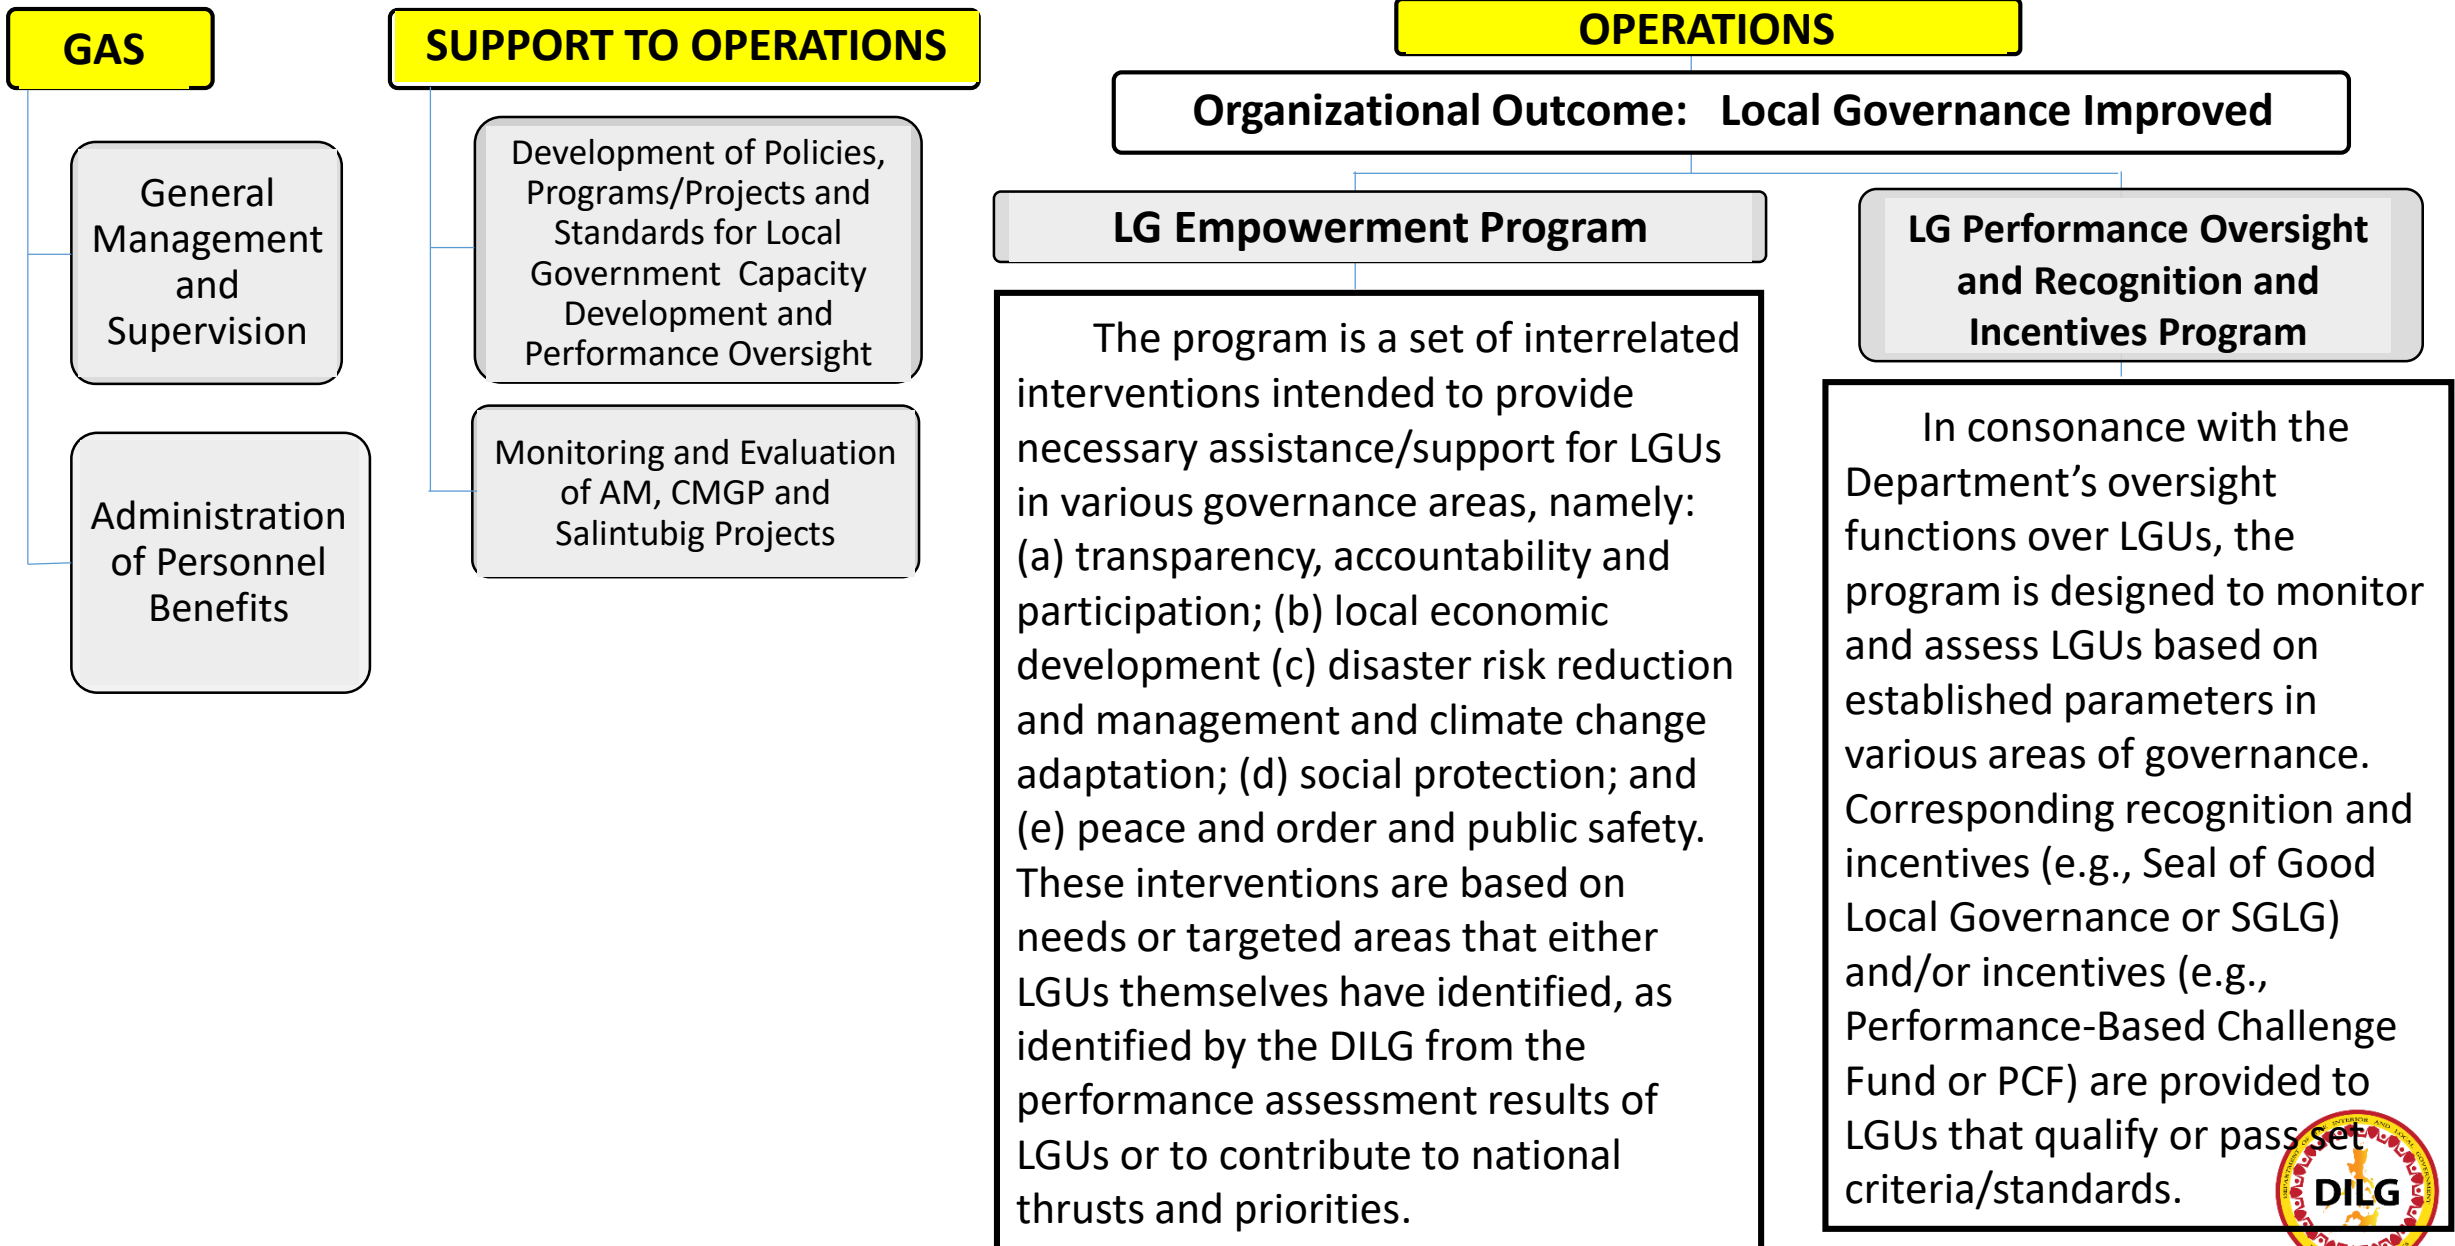 GAS
General
Management
and
Supervision
Administration
of Personnel
Benefits
SUPPORT TO OPERATIONS
Development of Policies,
Programs/Projects and
Standards for Local
Government Capacity
Development and
Performance Oversight
Monitoring and Evaluation
of AM, CMGP and
Salintubig Projects
OPERATIONS
Organizational Outcome: Local Governance Improved
LG Empowerment Program
The program is a set of interrelated
interventions intended to provide
necessary assistance/support for LGUs
in various governance areas, namely:
(a) transparency, accountability and
participation; (b) local economic
development (c) disaster risk reduction
and management and climate change
adaptation; (d) social protection; and
(e) peace and order and public safety.
These interventions are based on
needs or targeted areas that either
LGUs themselves have identified, as
identified by the DILG from the
performance assessment results of
LGUs or to contribute to national
thrusts and priorities.
LG Performance Oversight
and Recognition and
Incentives Program
In consonance with the
Department’s oversight
functions over LGUs, the
program is designed to monitor
and assess LGUs based on
established parameters in
various areas of governance.
Corresponding recognition and
incentives (e.g., Seal of Good
Local Governance or SGLG)
and/or incentives (e.g.,
Performance-Based Challenge
Fund or PCF) are provided to
LGUs that qualify or pass set
criteria/standards.
DILG